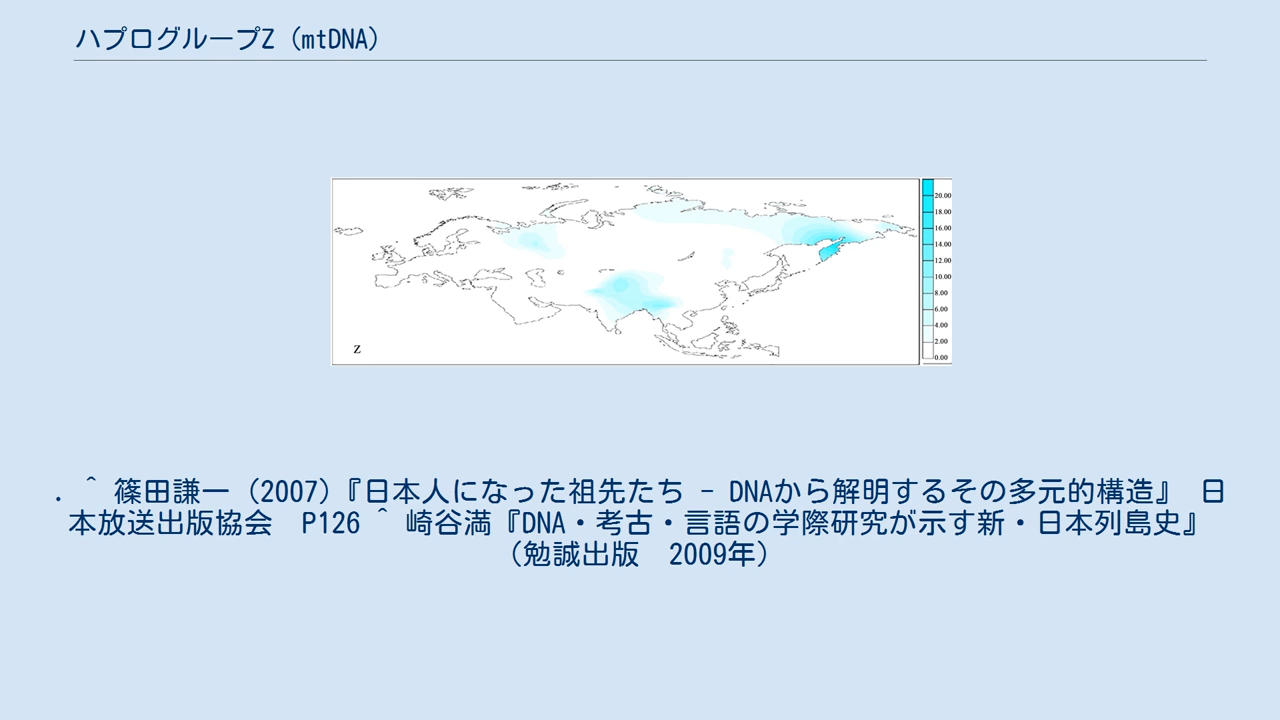 ハプログループZ（mtDNA）
20.00
18.00
16.00
14.00
12.00
10.00
8.00
6.00
4.00
2.00
0.00
Z
. ^ 篠田謙一（2007）『日本人になった祖先たち - DNAから解明するその多元的構造』 日
本放送出版協会　P126 ^ 崎谷満『DNA・考古・言語の学際研究が示す新・日本列島史』
（勉誠出版　2009年）